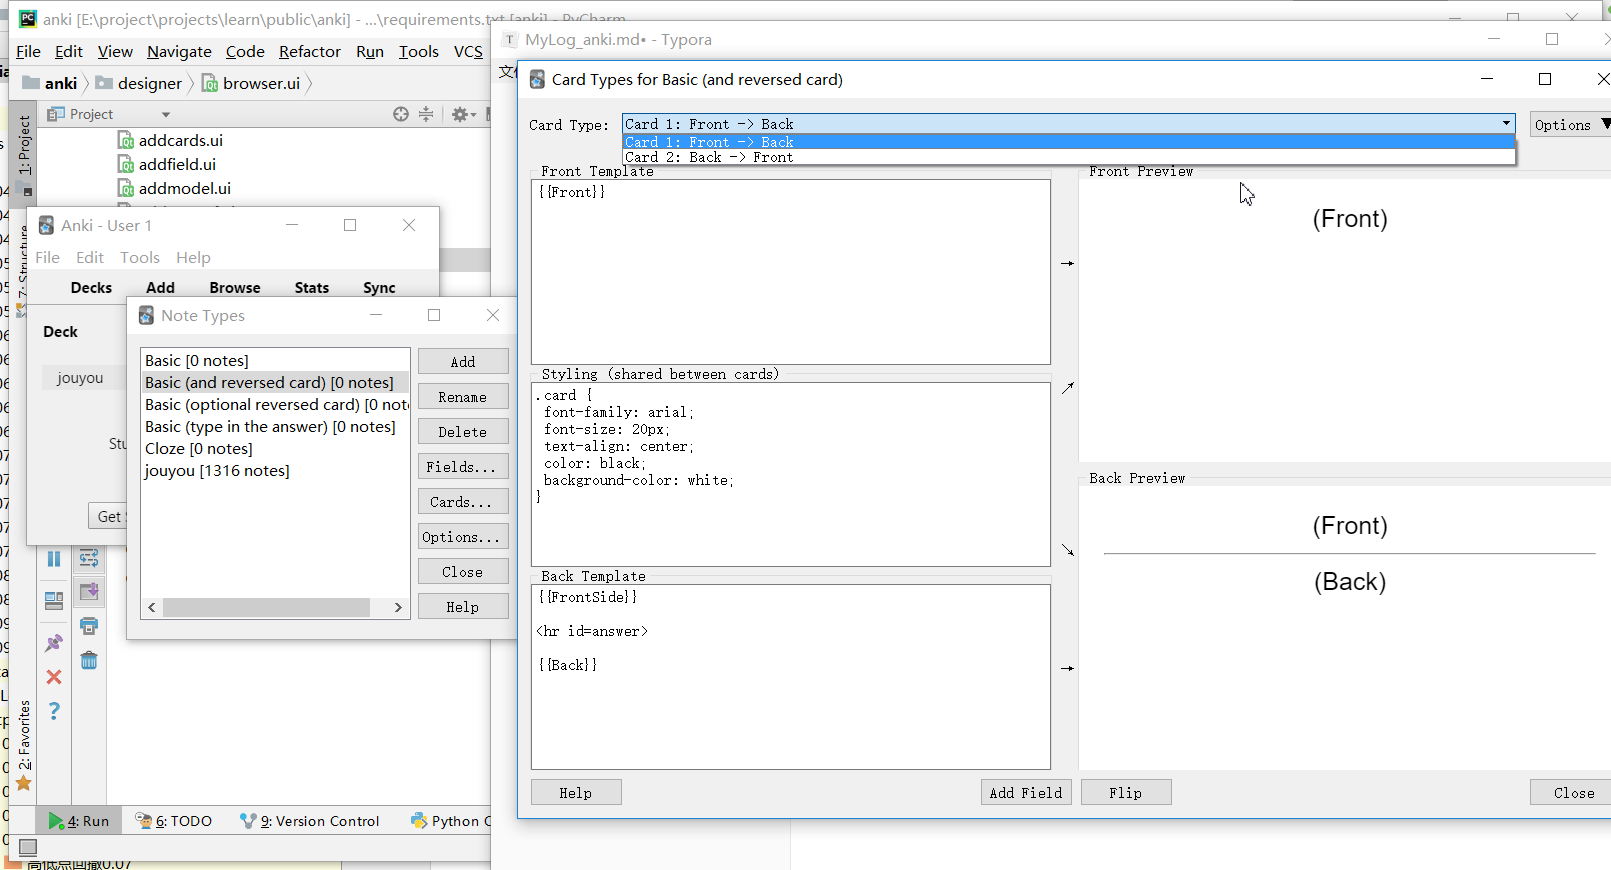 anki [E:\project\projects\learn\public\anki] - ...\requirements.txt [anki] - PyCharm
File Edit View Navigate Code Refactor Run Tools VCS
anki designer browser.ui
Project
1: Project
addcards.ui
addfield.ui
addmodel.ui
7: Structure
2: Favorites
4: Run 6: TODO 9: Version Control Python
高低点回撤0.07
MyLog_anki.md• - Typora
Anki - User 1
File Edit Tools Help
Decks Add Browse Stats Sync
Deck
jouyou
Get
Note Types
Basic [0 notes]
Basic (and reversed card) [0 notes]
Basic (optional reversed card) [0 not
Basic (type in the answer) [0 notes]
Cloze [0 notes]
jouyou [1316 notes]
Add
Rename
Delete
Fields...
Cards...
Options...
Close
Help
Card Types for Basic (and reversed card)
Card Type: Card 1: Front -> Back Options ▼
Card 1: Front -> Back
Card 2: Back -> Front
Front Template
{{Front}}
Styling (shared between cards)
.card {
font-family: arial;
font-size: 20px;
text-align: center;
color: black;
background-color: white;
}
Back Template
{{FrontSide}}
<hr id=answer>
{{Back}}
Front Preview
(Front)
Back Preview
(Front)
(Back)
Help Add Field Flip Close